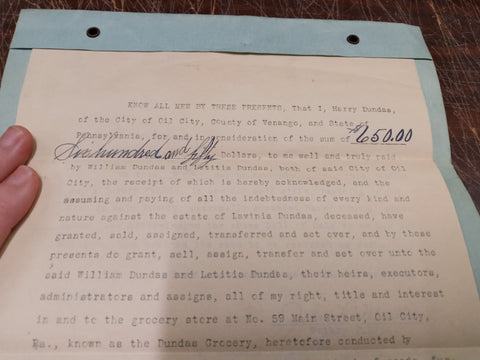 KNOW ALL MEN BY THESE PRESENTS, That I, Harry Dundas,
of the City of Oil City, County of Venango, and State of
Pennsylvania, for and in consideration of the sum of $650.00
Six hundred and fifty Dollars, to me well and truly paid
by William Dundas and Letitia Dundas, both of said City of Oil
City, the receipt of which is hereby acknowledged, and the
assuming and paying of all the indebtedness of every kind and
nature against the estate of Lavinia Dundas, deceased, have
granted, sold, assigned, transferred and set over, and by these
presents do grant, sell, assign, transfer and set over unto the
said William Dundas and Letitia Dundas, their heirs, executors,
administrators and assigns, all of my right, title and interest
in and to the grocery store at No. 59 Main Street, Oil City,
Pa., known as the Dundas Grocery, heretofore conducted by